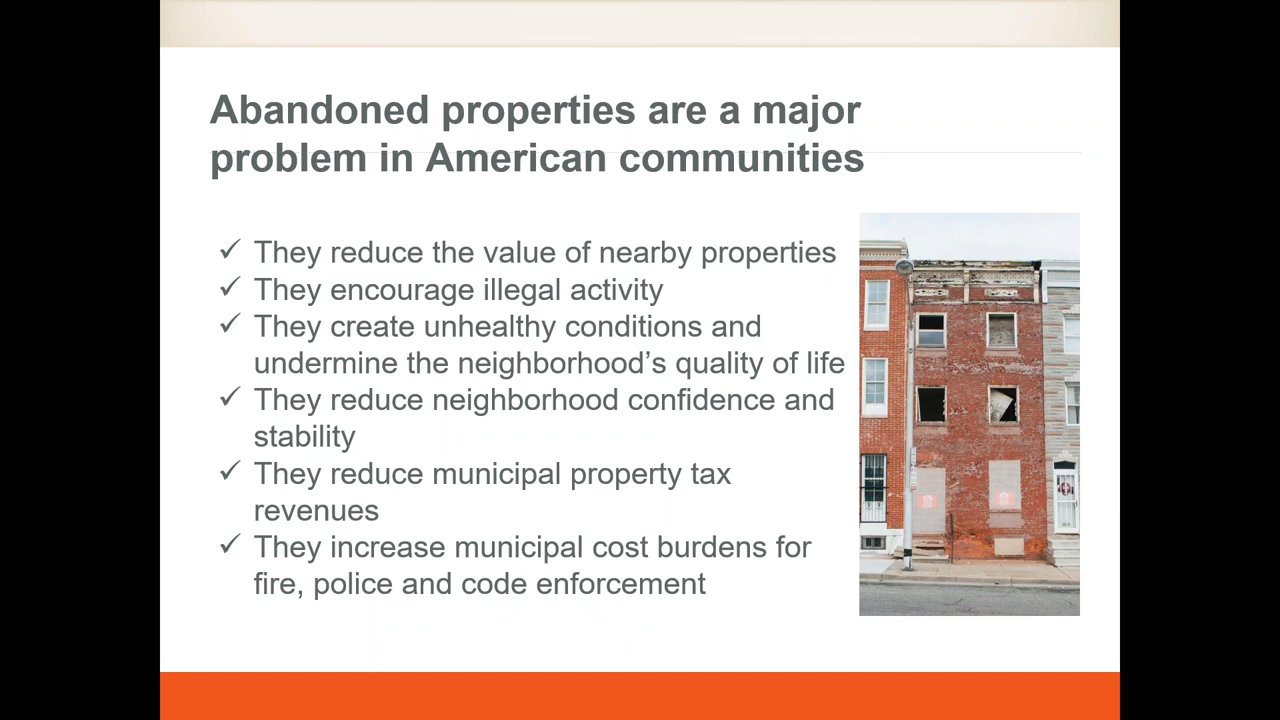 Abandoned properties are a major
problem in American communities
✓ They reduce the value of nearby properties
✓ They encourage illegal activity
✓ They create unhealthy conditions and
undermine the neighborhood’s quality of life
✓ They reduce neighborhood confidence and
stability
✓ They reduce municipal property tax
revenues
✓ They increase municipal cost burdens for
fire, police and code enforcement